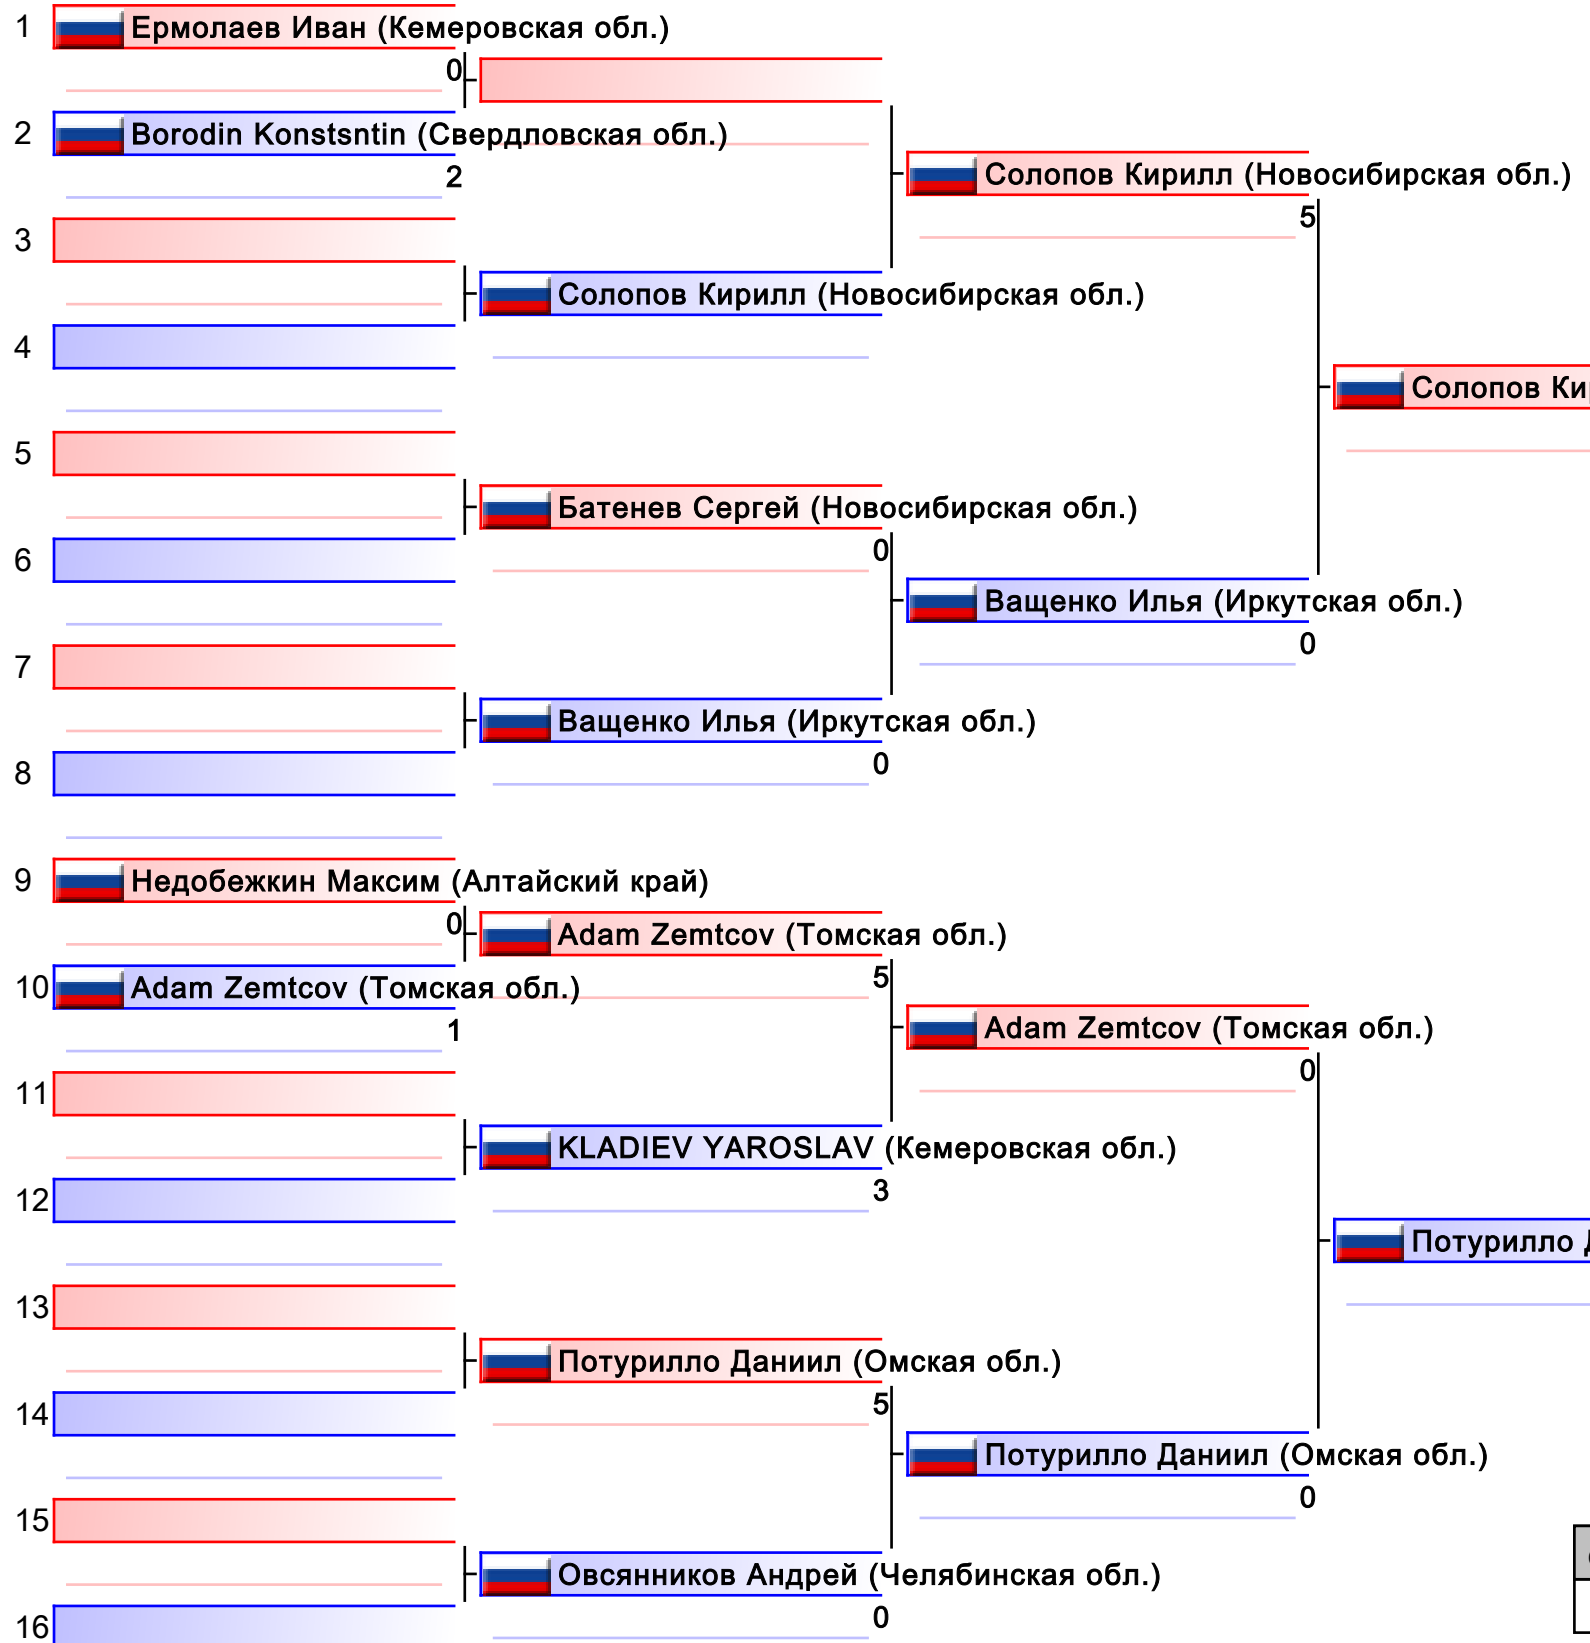 1 Ермолаев Иван (Кемеровская обл.)
0
2 Borodin Konstsntin (Свердловская обл.)
Солопов Кирилл (Новосибирская обл.)
2
5
3
Солопов Кирилл (Новосибирская обл.)
4
Солопов
5
Батенев Сергей (Новосибирская обл.)
0
6
Ващенко Илья (Иркутская обл.)
0
7
Ващенко Илья (Иркутская обл.)
0
8
9 Недобежкин Максим (Алтайский край)
0
Adam Zemtcov (Томская обл.)
5
10 Adam Zemtcov (Томская обл.)
1
Adam Zemtcov (Томская обл.)
0
11
KLADIEV YAROSLAV (Кемеровская обл.)
3
12
Потурилло
13
Потурилло Даниил (Омская обл.)
5
14
Потурилло Даниил (Омская обл.)
0
15
Овсянников Андрей (Челябинская обл.)
0
16